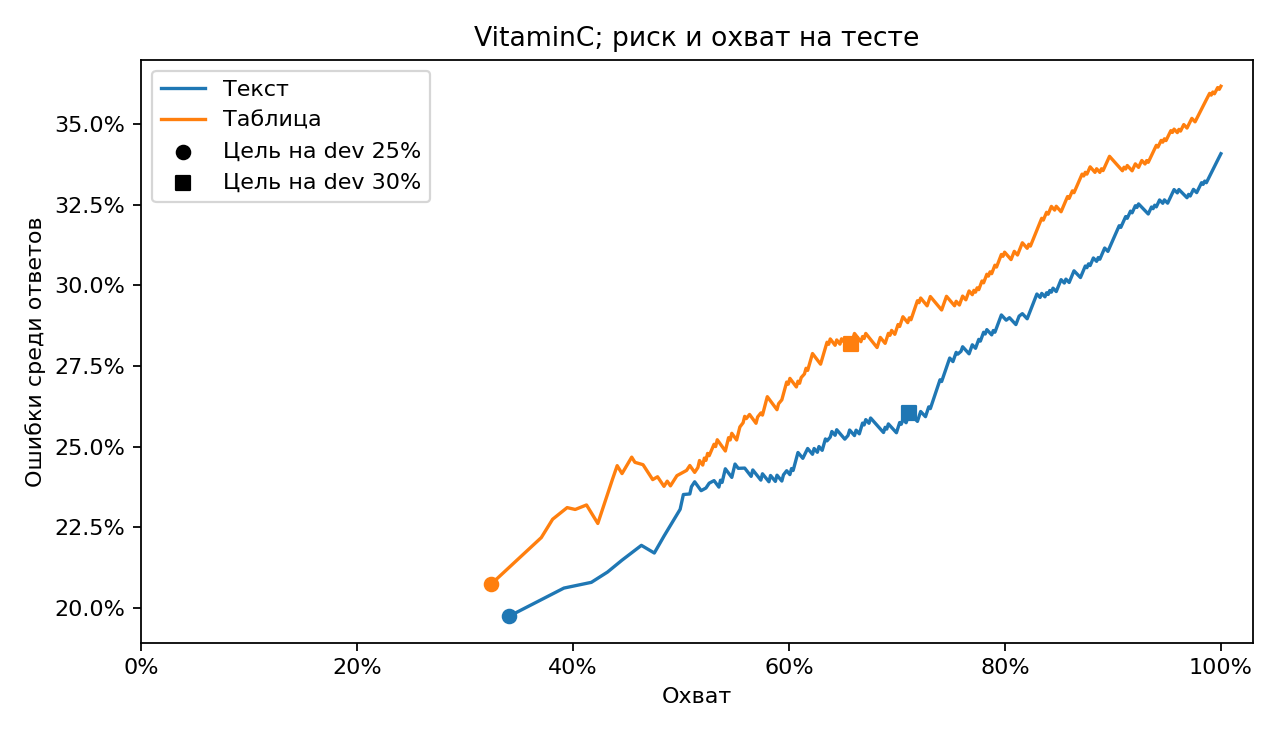 VitaminC; риск и охват на тесте
Текст
Таблица
Цель на dev 25%
Цель на dev 30%
Ошибки среди ответов
35.0%
32.5%
30.0%
27.5%
25.0%
22.5%
20.0%
0%
20%
40%
60%
80%
100%
Охват